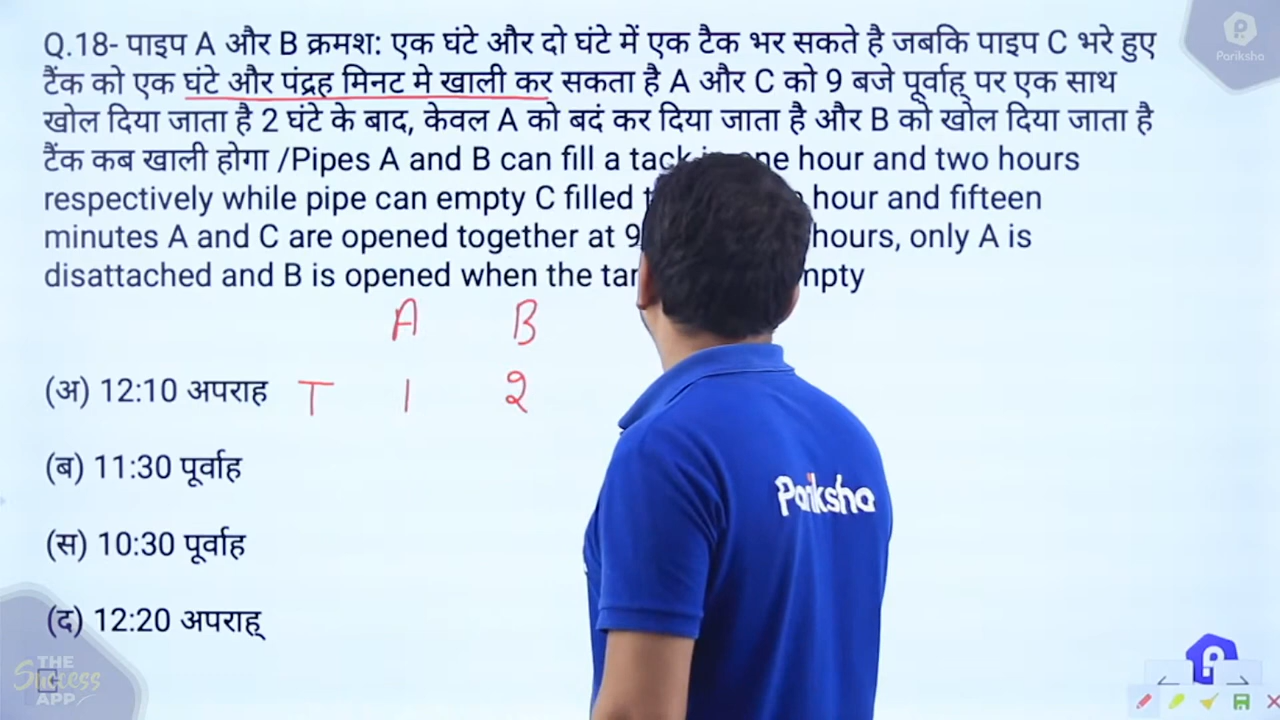 Q.18- पाइप A और B क्रमश: एक घंटे और दो घंटे में एक टैक भर सकते है जबकि पाइप C भरे हुए
टैंक को एक घंटे और पंद्रह मिनट मे खाली कर सकता है A और C को 9 बजे पूर्वाह् पर एक साथ
खोल दिया जाता है 2 घंटे के बाद, केवल A को बदं कर दिया जाता है और B को खोल दिया जाता है
टैंक कब खाली होगा /Pipes A and B can fill a tack one hour and two hours
respectively while pipe can empty C filled hour and fifteen
minutes A and C are opened together at 9 hours, only A is
disattached and B is opened when the
A B
(अ) 12:10 अपराह T 1 2
(ब) 11:30 पूर्वाह
(स) 10:30 पूर्वाह
(द) 12:20 अपराह्
Pariksha
Pariksha
THE
Success
APP